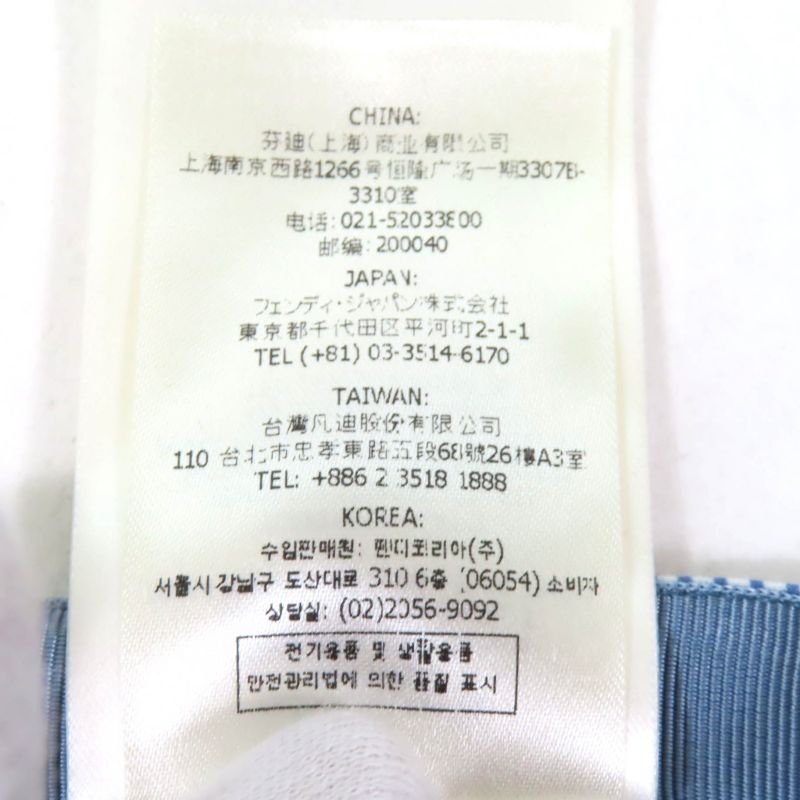 CHINA:
芬迪(上海)商业有限公司
上海南京西路1266号恒隆广场一期3307B-
3310室
电话: 021-52033800
邮编: 200040
JAPAN:
フェンディ・ジャパン株式会社
東京都千代田区平河町2-1-1
TEL (+81) 03-3514-6170
TAIWAN:
台灣凡迪股份有限公司
110 台北市忠孝東路五段68號26樓A3室
TEL: +886 2 3518 1888
KOREA:
수입판매원: 펜디코리아(주)
서울시 강남구 도산대로 310 6층 (06054) 소비자
상담실: (02)2056-9092
전기용품 및 생활용품
안전관리법에 의한 품질 표시